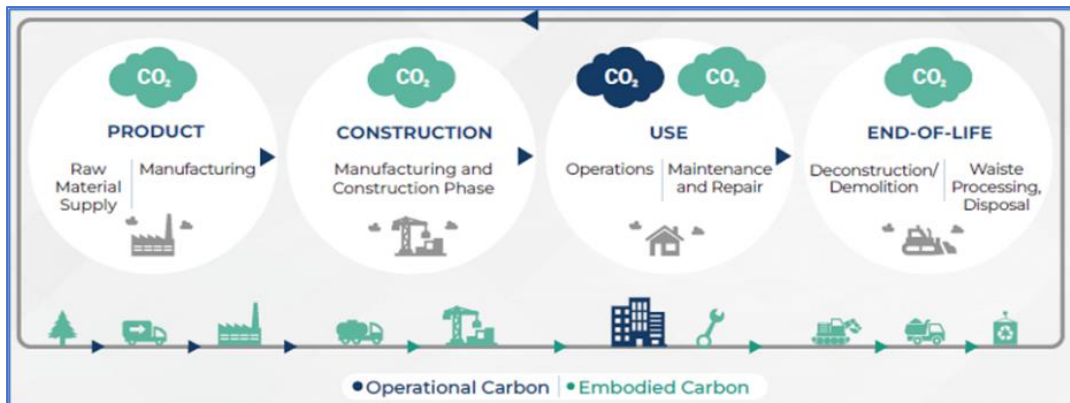 CO₂
PRODUCT
Raw Material Supply
Manufacturing
CO₂
CONSTRUCTION
Manufacturing and
Construction Phase
CO₂
CO₂
USE
Operations
Maintenance
and Repair
CO₂
END-OF-LIFE
Deconstruction/
Demolition
Waiste
Processing,
Disposal
Operational Carbon
Embodied Carbon